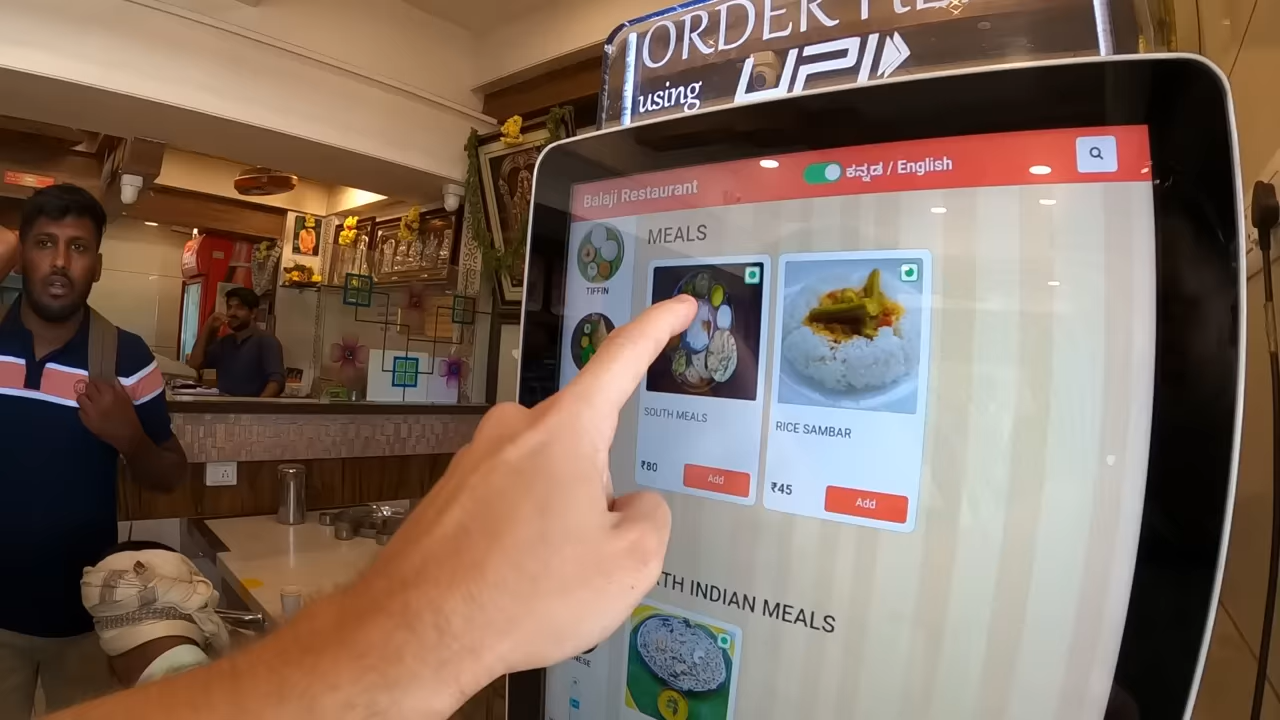 ORDER
using UPI
Balaji Restaurant
ಕನ್ನಡ / English
MEALS
TIFFIN
SOUTH MEALS
₹80
Add
RICE SAMBAR
₹45
Add
TH INDIAN MEALS
NESE